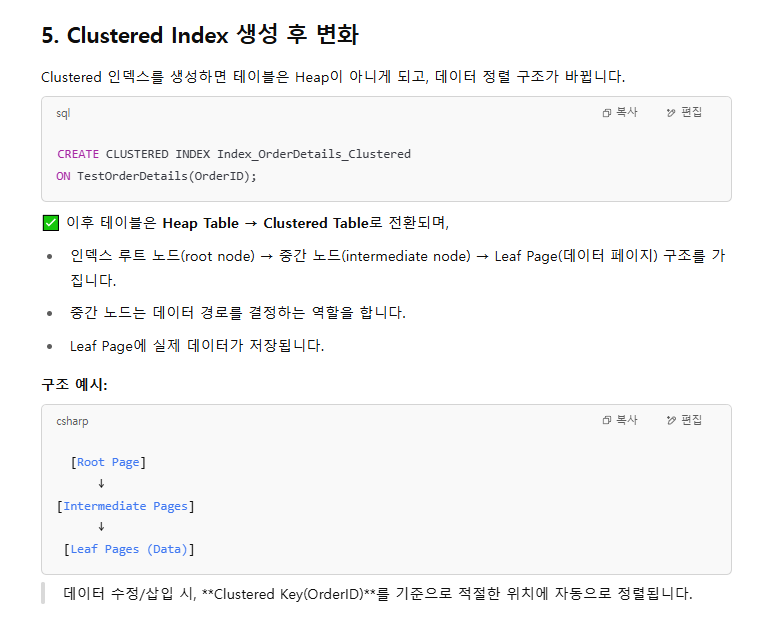 5. Clustered Index 생성 후 변화
Clustered 인덱스를 생성하면 테이블은 Heap이 아니게 되고, 데이터 정렬 구조가 바뀝니다.
sql 복사 편집
CREATE CLUSTERED INDEX Index_OrderDetails_Clustered
ON TestOrderDetails(OrderID);
✅ 이후 테이블은 Heap Table → Clustered Table로 전환되며,
• 인덱스 루트 노드(root node) → 중간 노드(intermediate node) → Leaf Page(데이터 페이지) 구조를 가
집니다.
• 중간 노드는 데이터 경로를 결정하는 역할을 합니다.
• Leaf Page에 실제 데이터가 저장됩니다.
구조 예시:
csharp 복사 편집
[Root Page]
↓
[Intermediate Pages]
↓
[Leaf Pages (Data)]
데이터 수정/삽입 시, **Clustered Key(OrderID)**를 기준으로 적절한 위치에 자동으로 정렬됩니다.